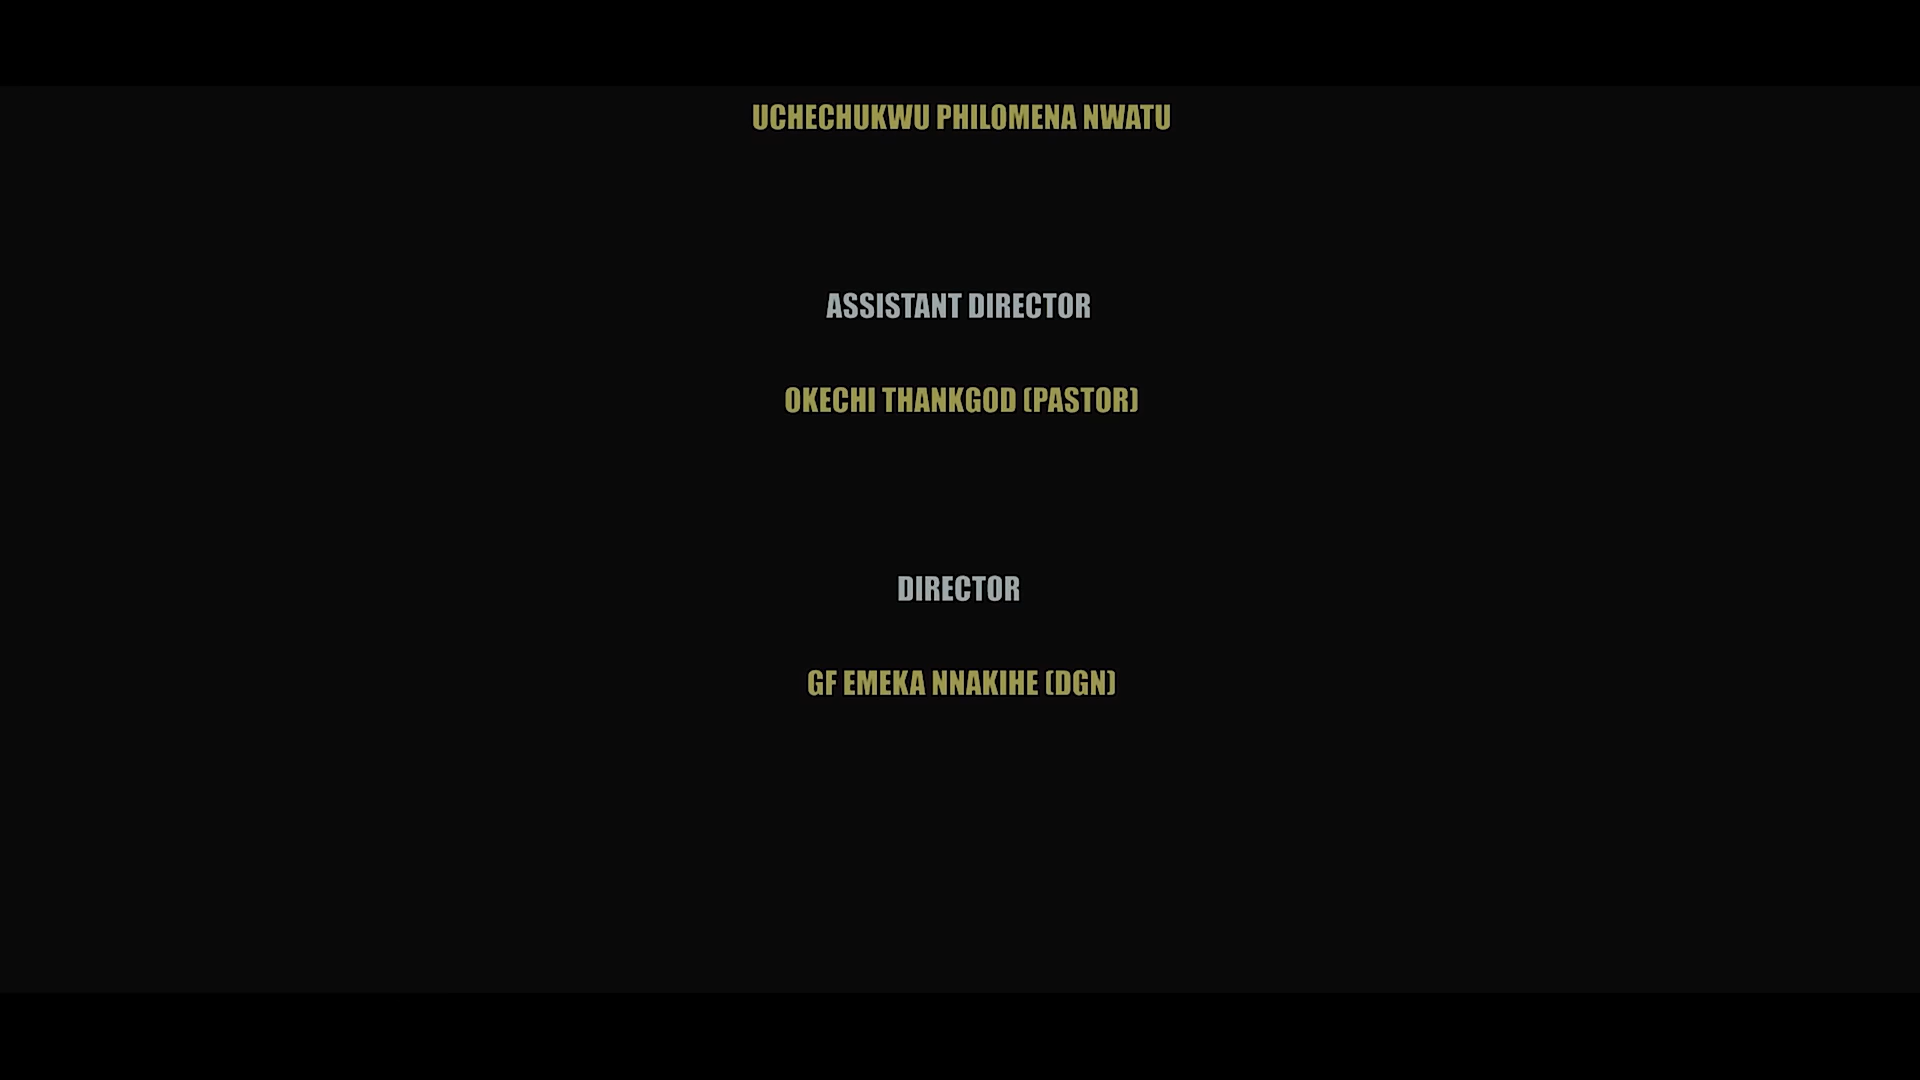 UCHECHUKWU PHILOMENA NWATU
ASSISTANT DIRECTOR
OKECHI THANKGOD (PASTOR)
DIRECTOR
GF EMEKA NNAKIHE (DGN)